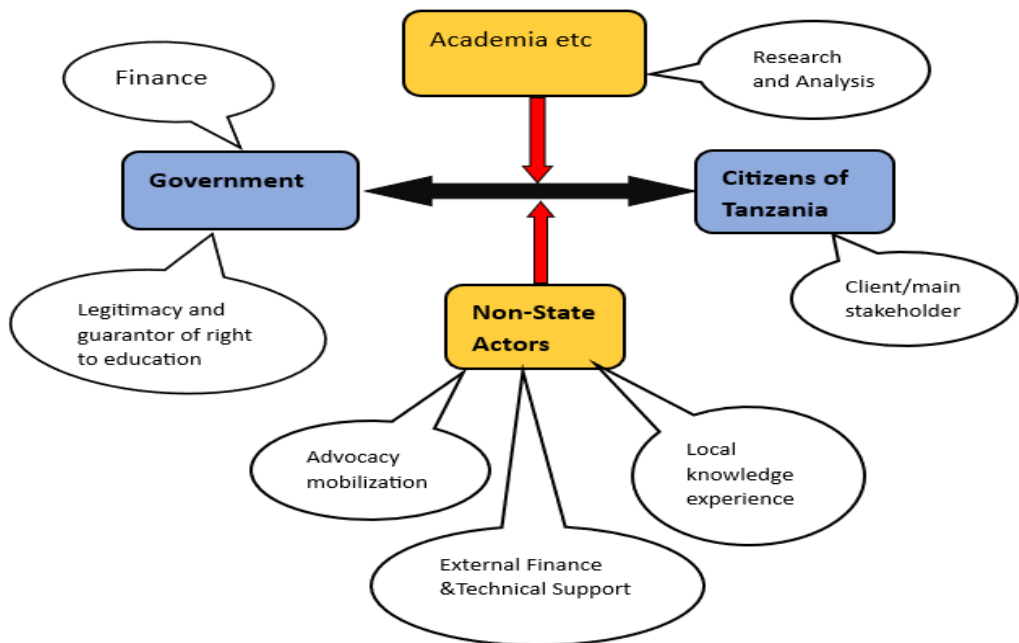 Academia etc
Research
and Analysis
Finance
Government
Citizens of
Tanzania
Legitimacy and
guarantor of right
to education
Client/main
stakeholder
Non-State
Actors
Advocacy
mobilization
Local
knowledge
experience
External Finance
&Technical Support